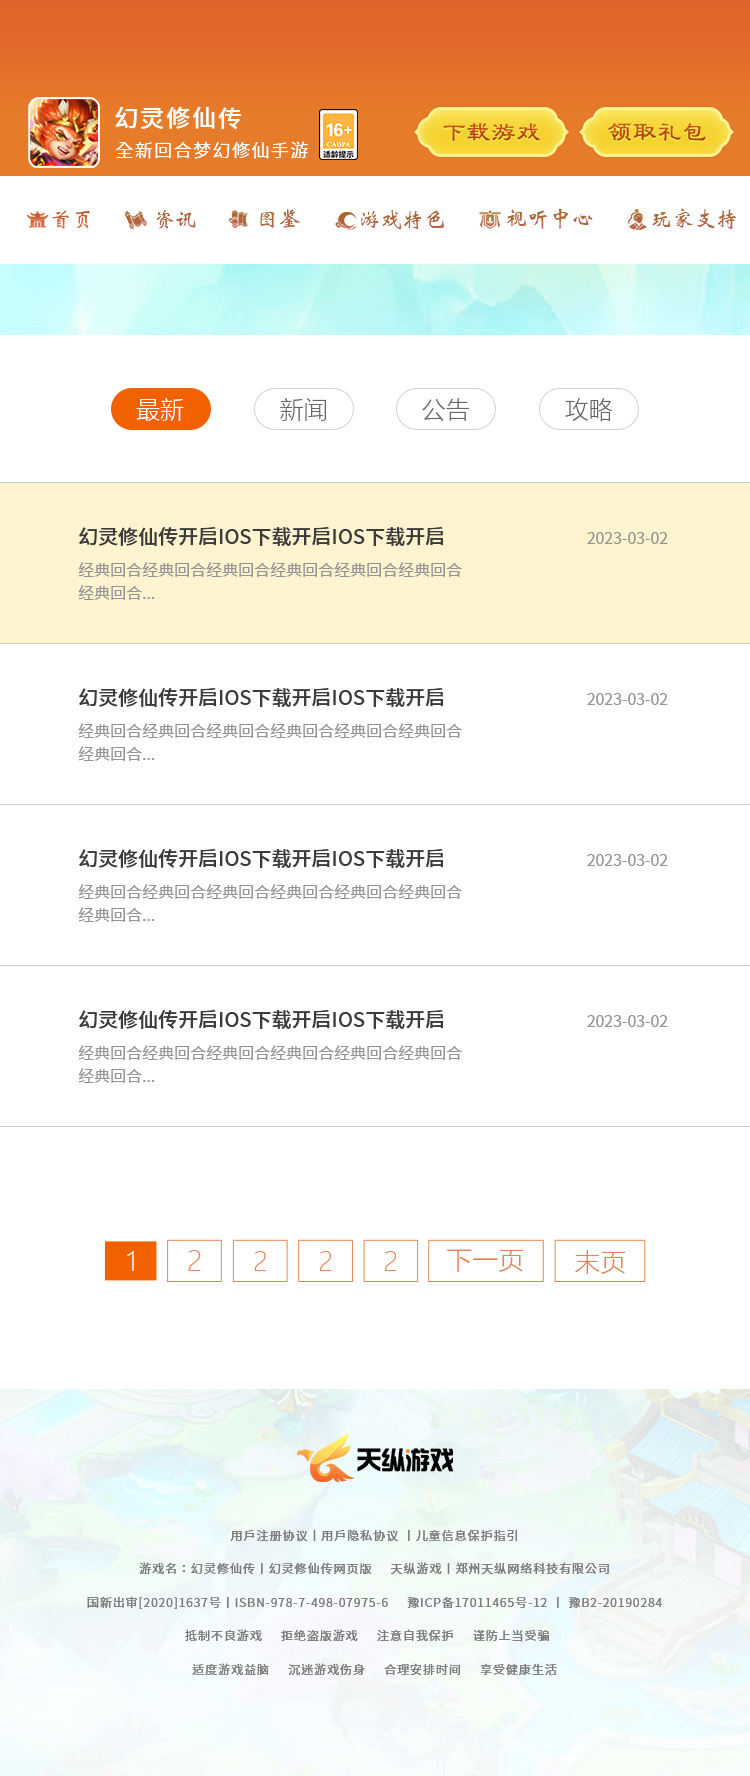 幻灵修仙传
全新回合梦幻修仙手游
16+
CADPA
适龄提示
下载游戏
领取礼包
首页 资讯 图鉴 游戏特色 视听中心 玩家支持
最新 新闻 公告 攻略
幻灵修仙传开启IOS下载开启IOS下载开启 2023-03-02
经典回合经典回合经典回合经典回合经典回合经典回合
经典回合...
幻灵修仙传开启IOS下载开启IOS下载开启 2023-03-02
经典回合经典回合经典回合经典回合经典回合经典回合
经典回合...
幻灵修仙传开启IOS下载开启IOS下载开启 2023-03-02
经典回合经典回合经典回合经典回合经典回合经典回合
经典回合...
幻灵修仙传开启IOS下载开启IOS下载开启 2023-03-02
经典回合经典回合经典回合经典回合经典回合经典回合
经典回合...
1 2 2 2 2 下一页 末页
天纵游戏
用戶注册协议丨用戶隐私协议 丨儿童信息保护指引
游戏名：幻灵修仙传丨幻灵修仙传网页版 天纵游戏丨郑州天纵网络科技有限公司
国新出审[2020]1637号丨ISBN-978-7-498-07975-6 豫ICP备17011465号-12 丨 豫B2-20190284
抵制不良游戏 拒绝盗版游戏 注意自我保护 谨防上当受骗
适度游戏益脑 沉迷游戏伤身 合理安排时间 享受健康生活